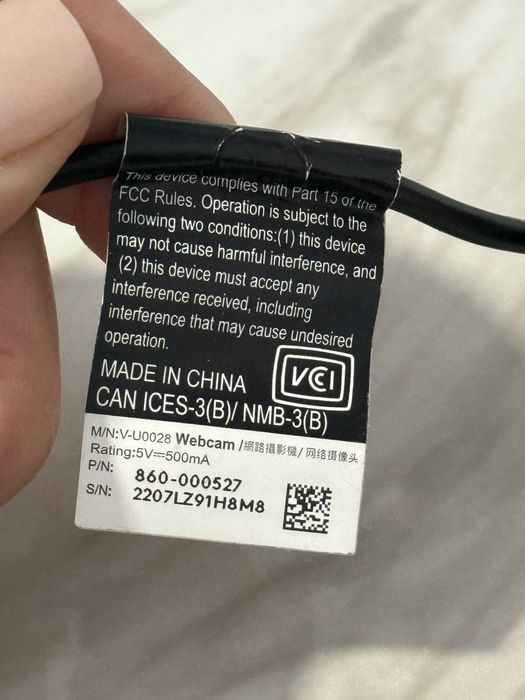 This device complies with Part 15 of the
FCC Rules. Operation is subject to the
following two conditions:(1) this device
may not cause harmful interference, and
(2) this device must accept any
interference received, including
interference that may cause undesired
operation.
VCCI
MADE IN CHINA
CAN ICES-3(B)/ NMB-3(B)
M/N:V-U0028 Webcam /網路攝影機/ 网络摄像头
Rating:5V⎓500mA
P/N: 860-000527
S/N: 2207LZ91H8M8